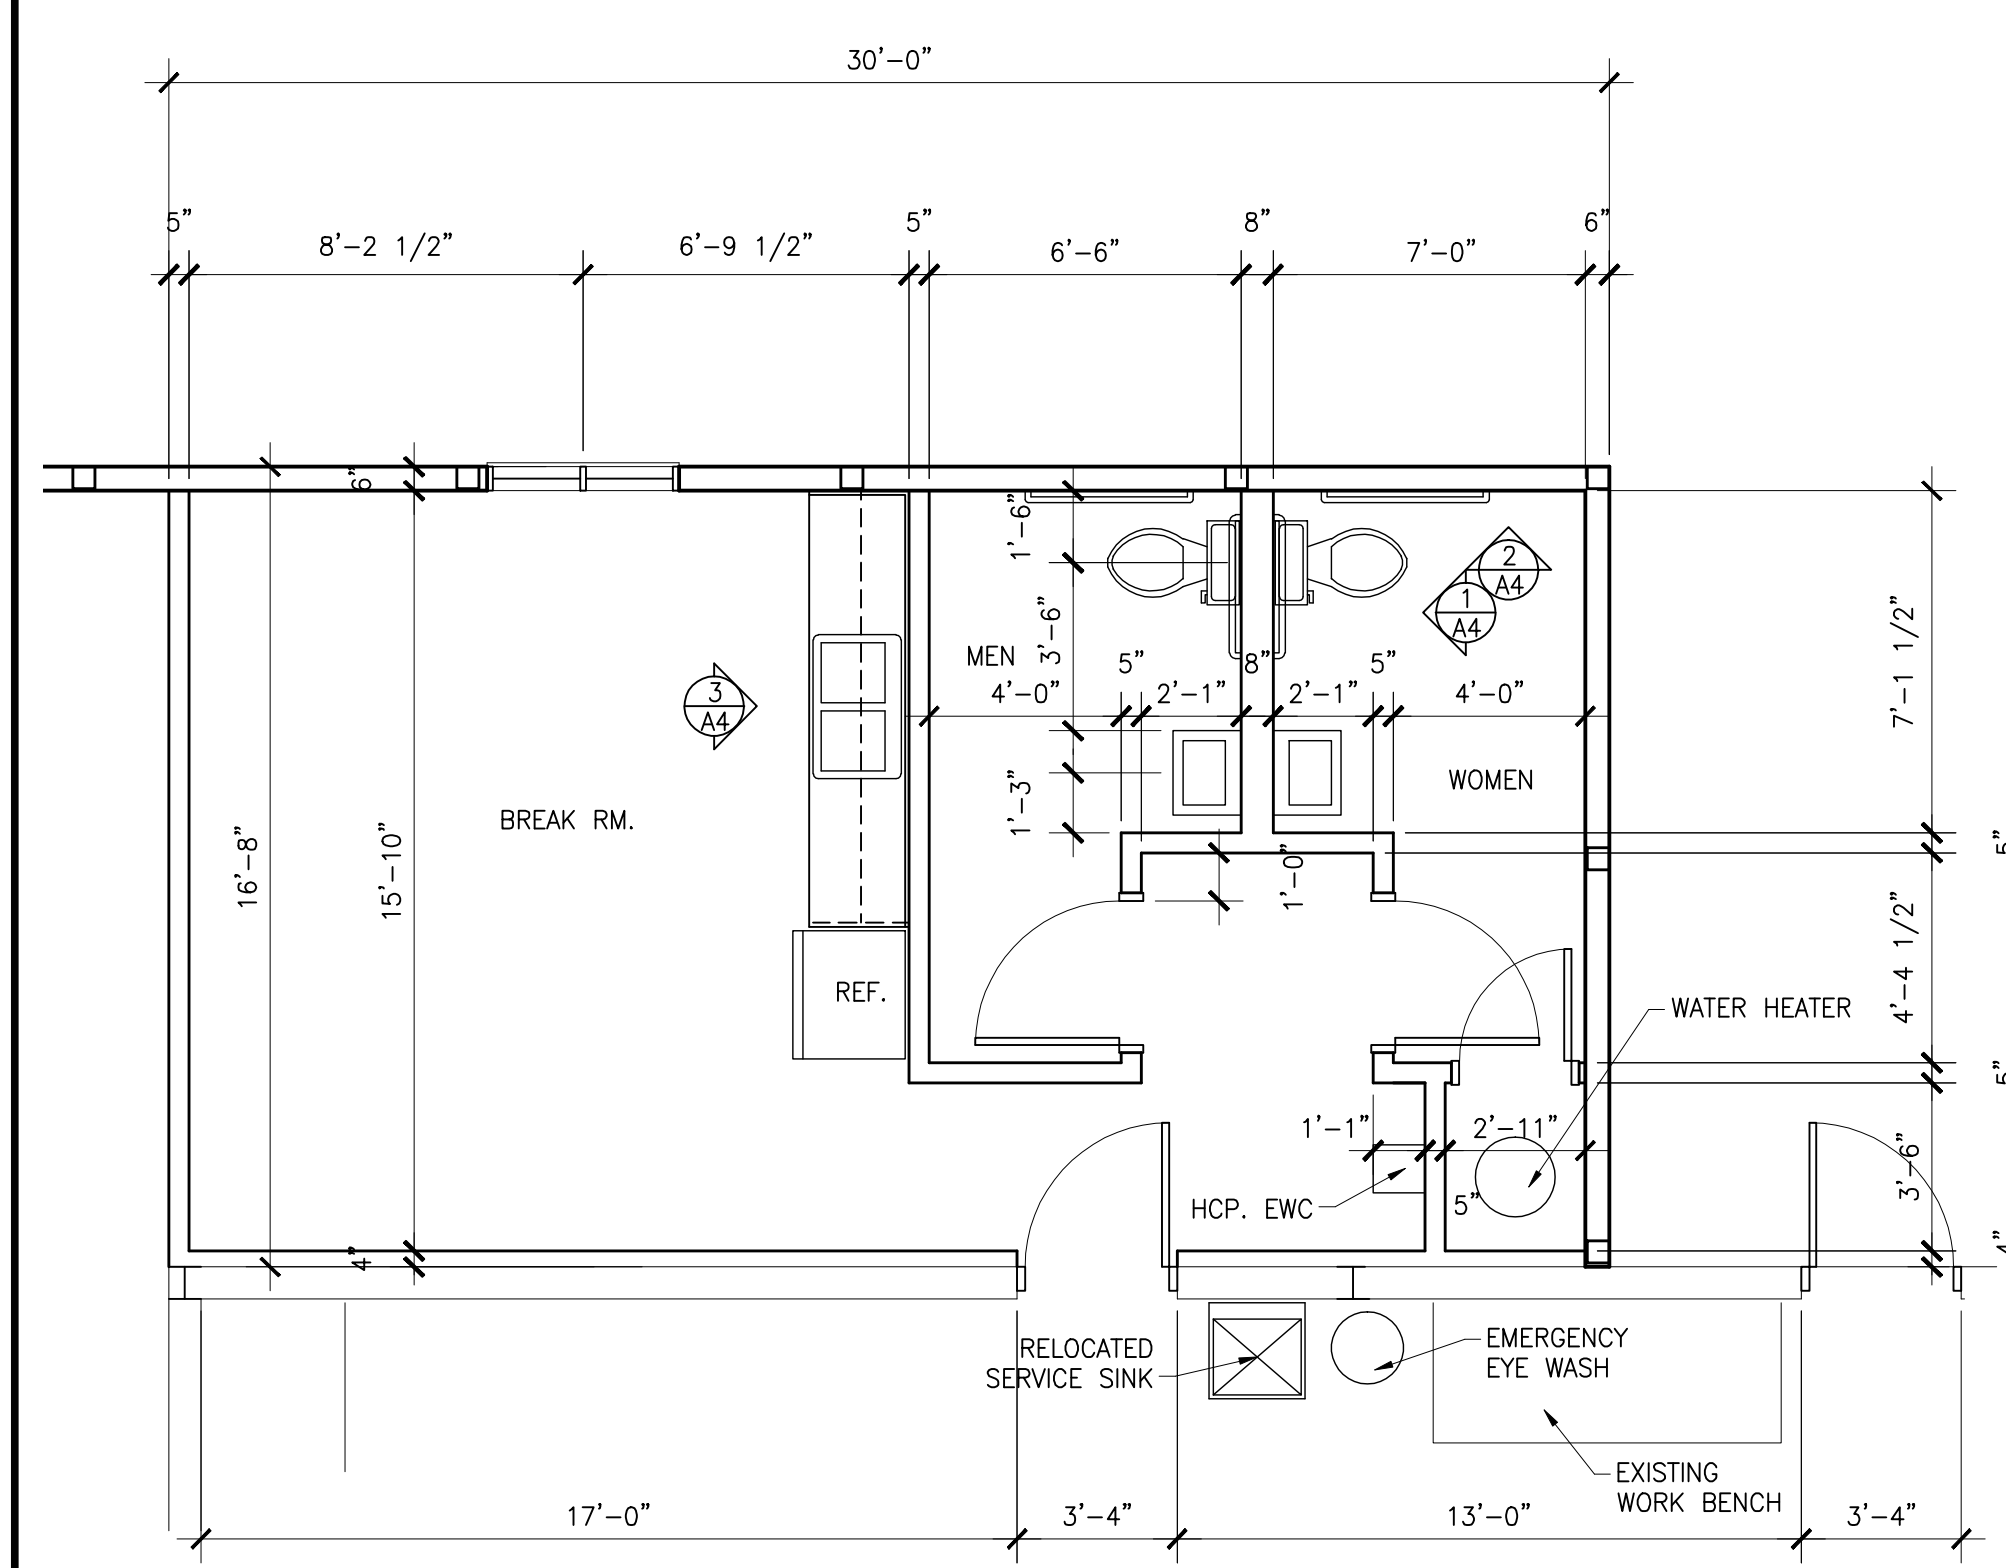 30'-0"
5"
8'-2 1/2"
6'-9 1/2"
5"
6'-6"
8"
7'-0"
6"
6"
1'-6"
2
A4
1
A4
3'-6"
7'-1 1/2"
MEN
5"
8"
5"
4'-0"
2'-1"
2'-1"
4'-0"
3
A4
WOMEN
1'-3"
BREAK RM.
16'-8"
15'-10"
1'-0"
5"
REF.
4'-4 1/2"
WATER HEATER
5"
1'-1"
2'-11"
3'-6"
HCP. EWC
5"
4"
4"
RELOCATED
SERVICE SINK
EMERGENCY
EYE WASH
EXISTING
WORK BENCH
17'-0"
3'-4"
13'-0"
3'-4"